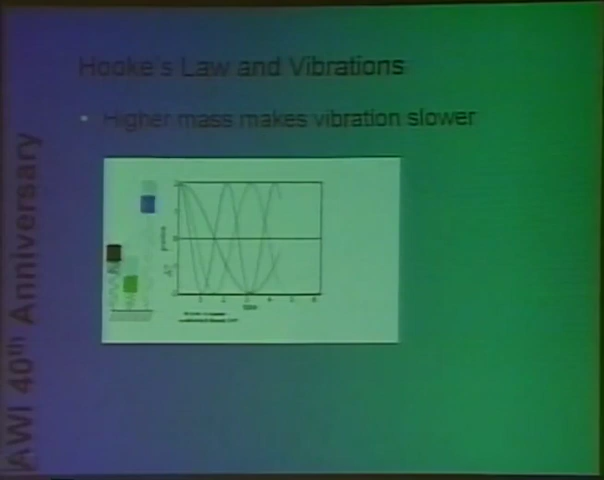 Hooke's Law and Vibrations
• Higher mass makes vibration slower
AWI 40th Anniversary